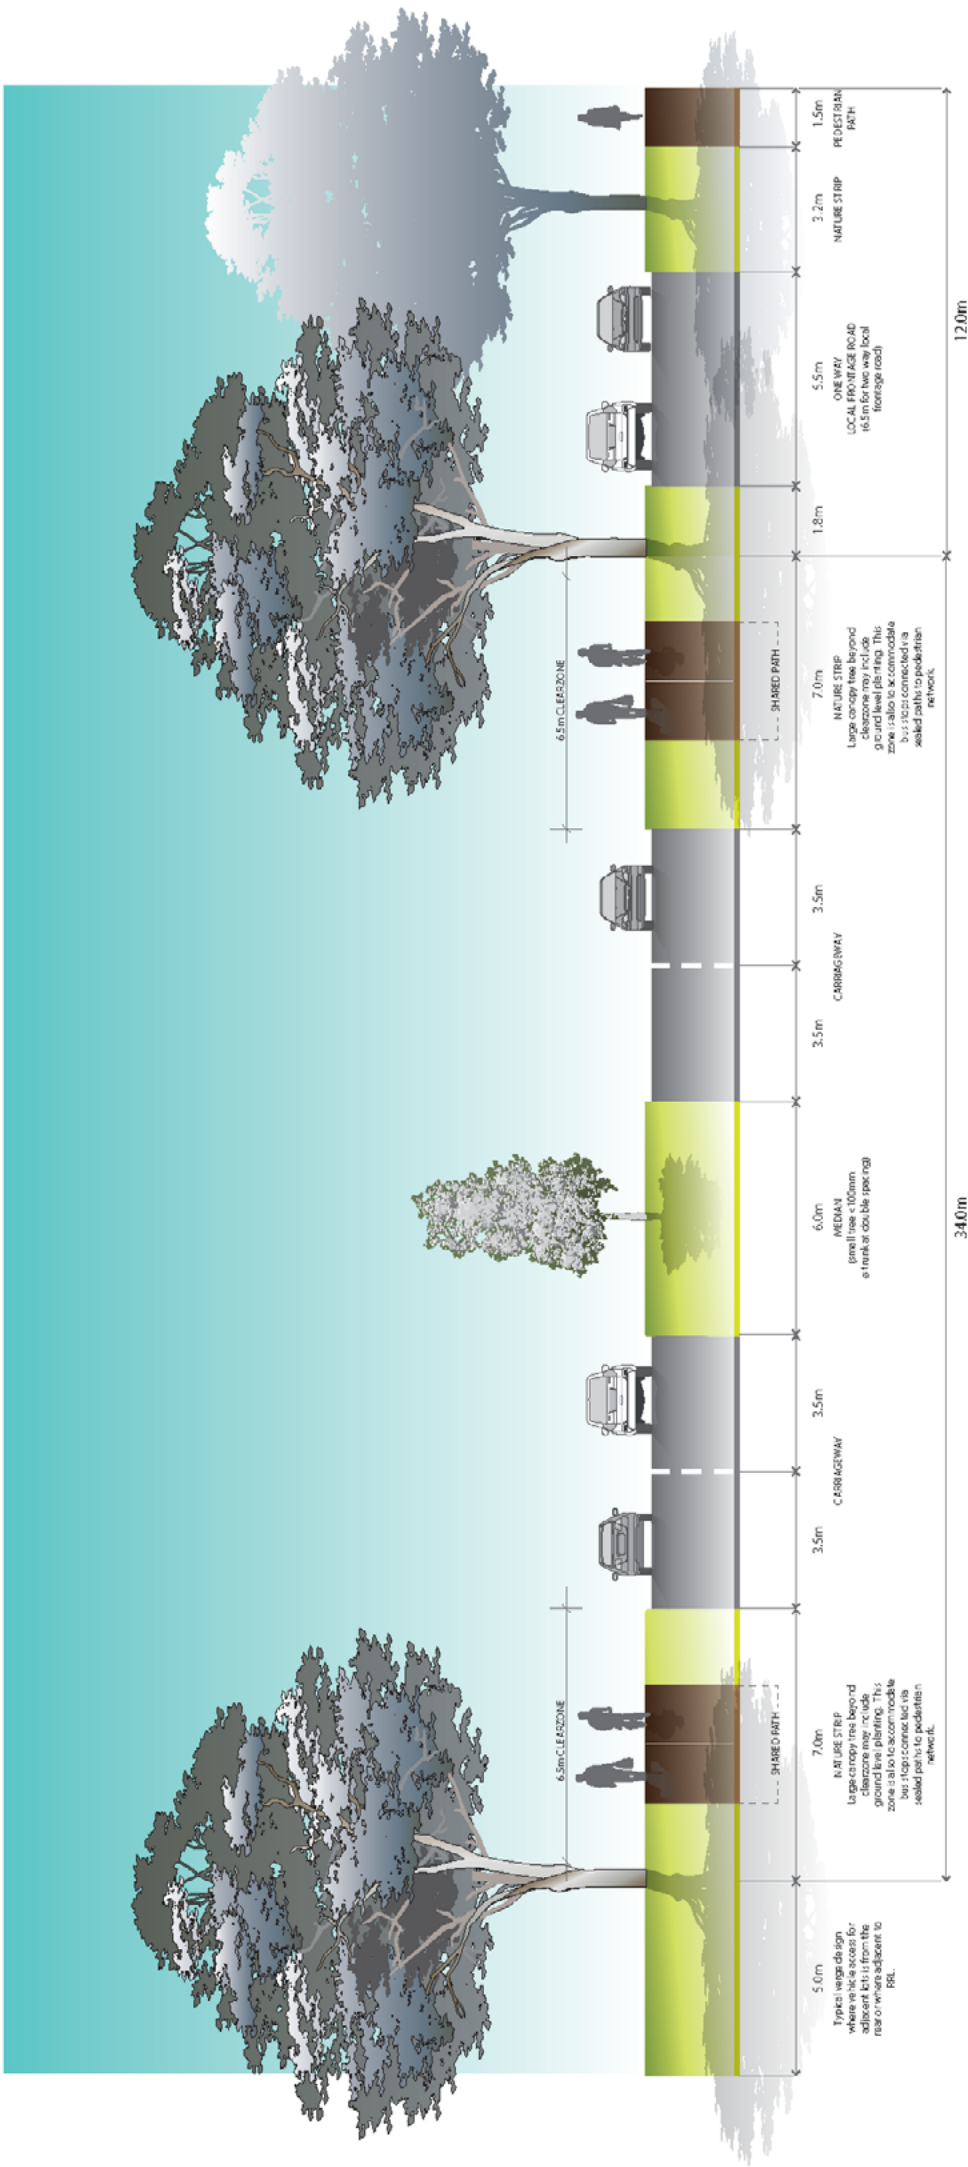 6.5m CLEARZONE
6.5m CLEARZONE
SHARED PATH
SHARED PATH
5.0m
Typical verge design
where vehicle access for
adjacent lots is from the
rear or where adjacent to
RRL.
7.0m
NATURE STRIP
Large canopy tree beyond
clearzone may include
ground level planting. This
zone is also to accommodate
bus stops connected via
sealed paths to pedestrian
network.
3.5m
3.5m
CARRIAGEWAY
6.0m
MEDIAN
(small tree <100mm
ø trunk at double spacing)
3.5m
3.5m
CARRIAGEWAY
7.0m
NATURE STRIP
Large canopy tree beyond
clearzone may include
ground level planting. This
zone is also to accommodate
bus stops connected via
sealed paths to pedestrian
network.
1.8m
5.5m
ONE WAY
LOCAL FRONTAGE ROAD
(6.5m for two way local
frontage road)
3.2m
NATURE STRIP
1.5m
PEDESTRIAN
PATH
34.0m
12.0m